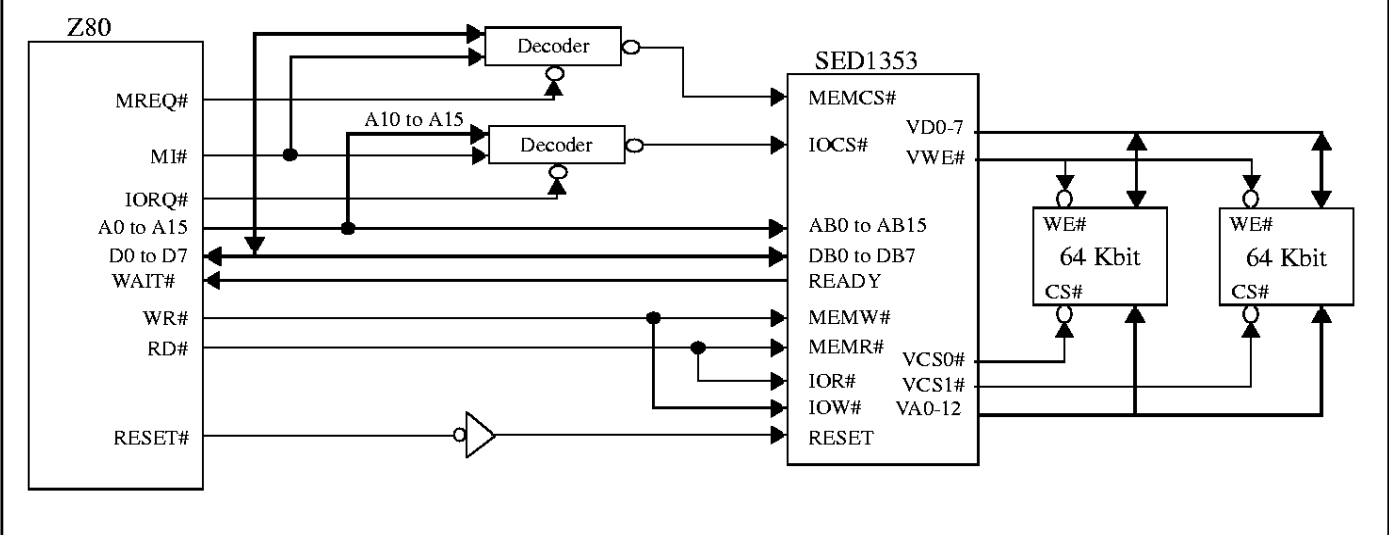 Z80
MREQ#
MI#
IORQ#
A0 to A15
D0 to D7
WAIT#
WR#
RD#
RESET#
Decoder
A10 to A15
Decoder
SED1353
MEMCS#
IOCS#
AB0 to AB15
DB0 to DB7
READY
MEMW#
MEMR#
IOR#
IOW#
RESET
VD0-7
VWE#
VCS0#
VCS1#
VA0-12
WE#
64 Kbit
CS#
WE#
64 Kbit
CS#